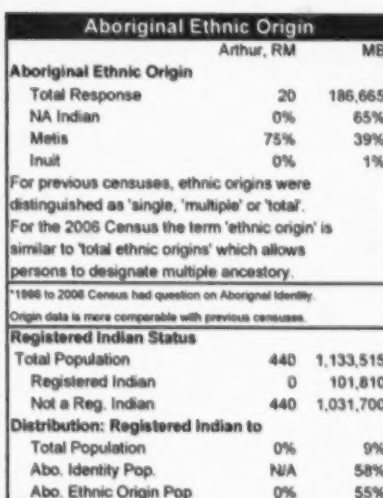 Aboriginal Ethnic Origin
Arthur, RM MB
Aboriginal Ethnic Origin
Total Response 20 186,665
NA Indian 0% 65%
Metis 75% 39%
Inuit 0% 1%
For previous censuses, ethnic origins were
distinguished as 'single, 'multiple' or 'total'.
For the 2006 Census the term 'ethnic origin' is
similar to 'total ethnic origins' which allows
persons to designate multiple ancestory.
*1996 to 2006 Census had question on Aboriginal Identity.
Origin data is more comparable with previous censuses.
Registered Indian Status
Total Population 440 1,133,515
Registered Indian 0 101,810
Not a Reg. Indian 440 1,031,700
Distribution: Registered Indian to
Total Population 0% 9%
Abo. Identity Pop. N/A 58%
Abo. Ethnic Origin Pop 0% 55%